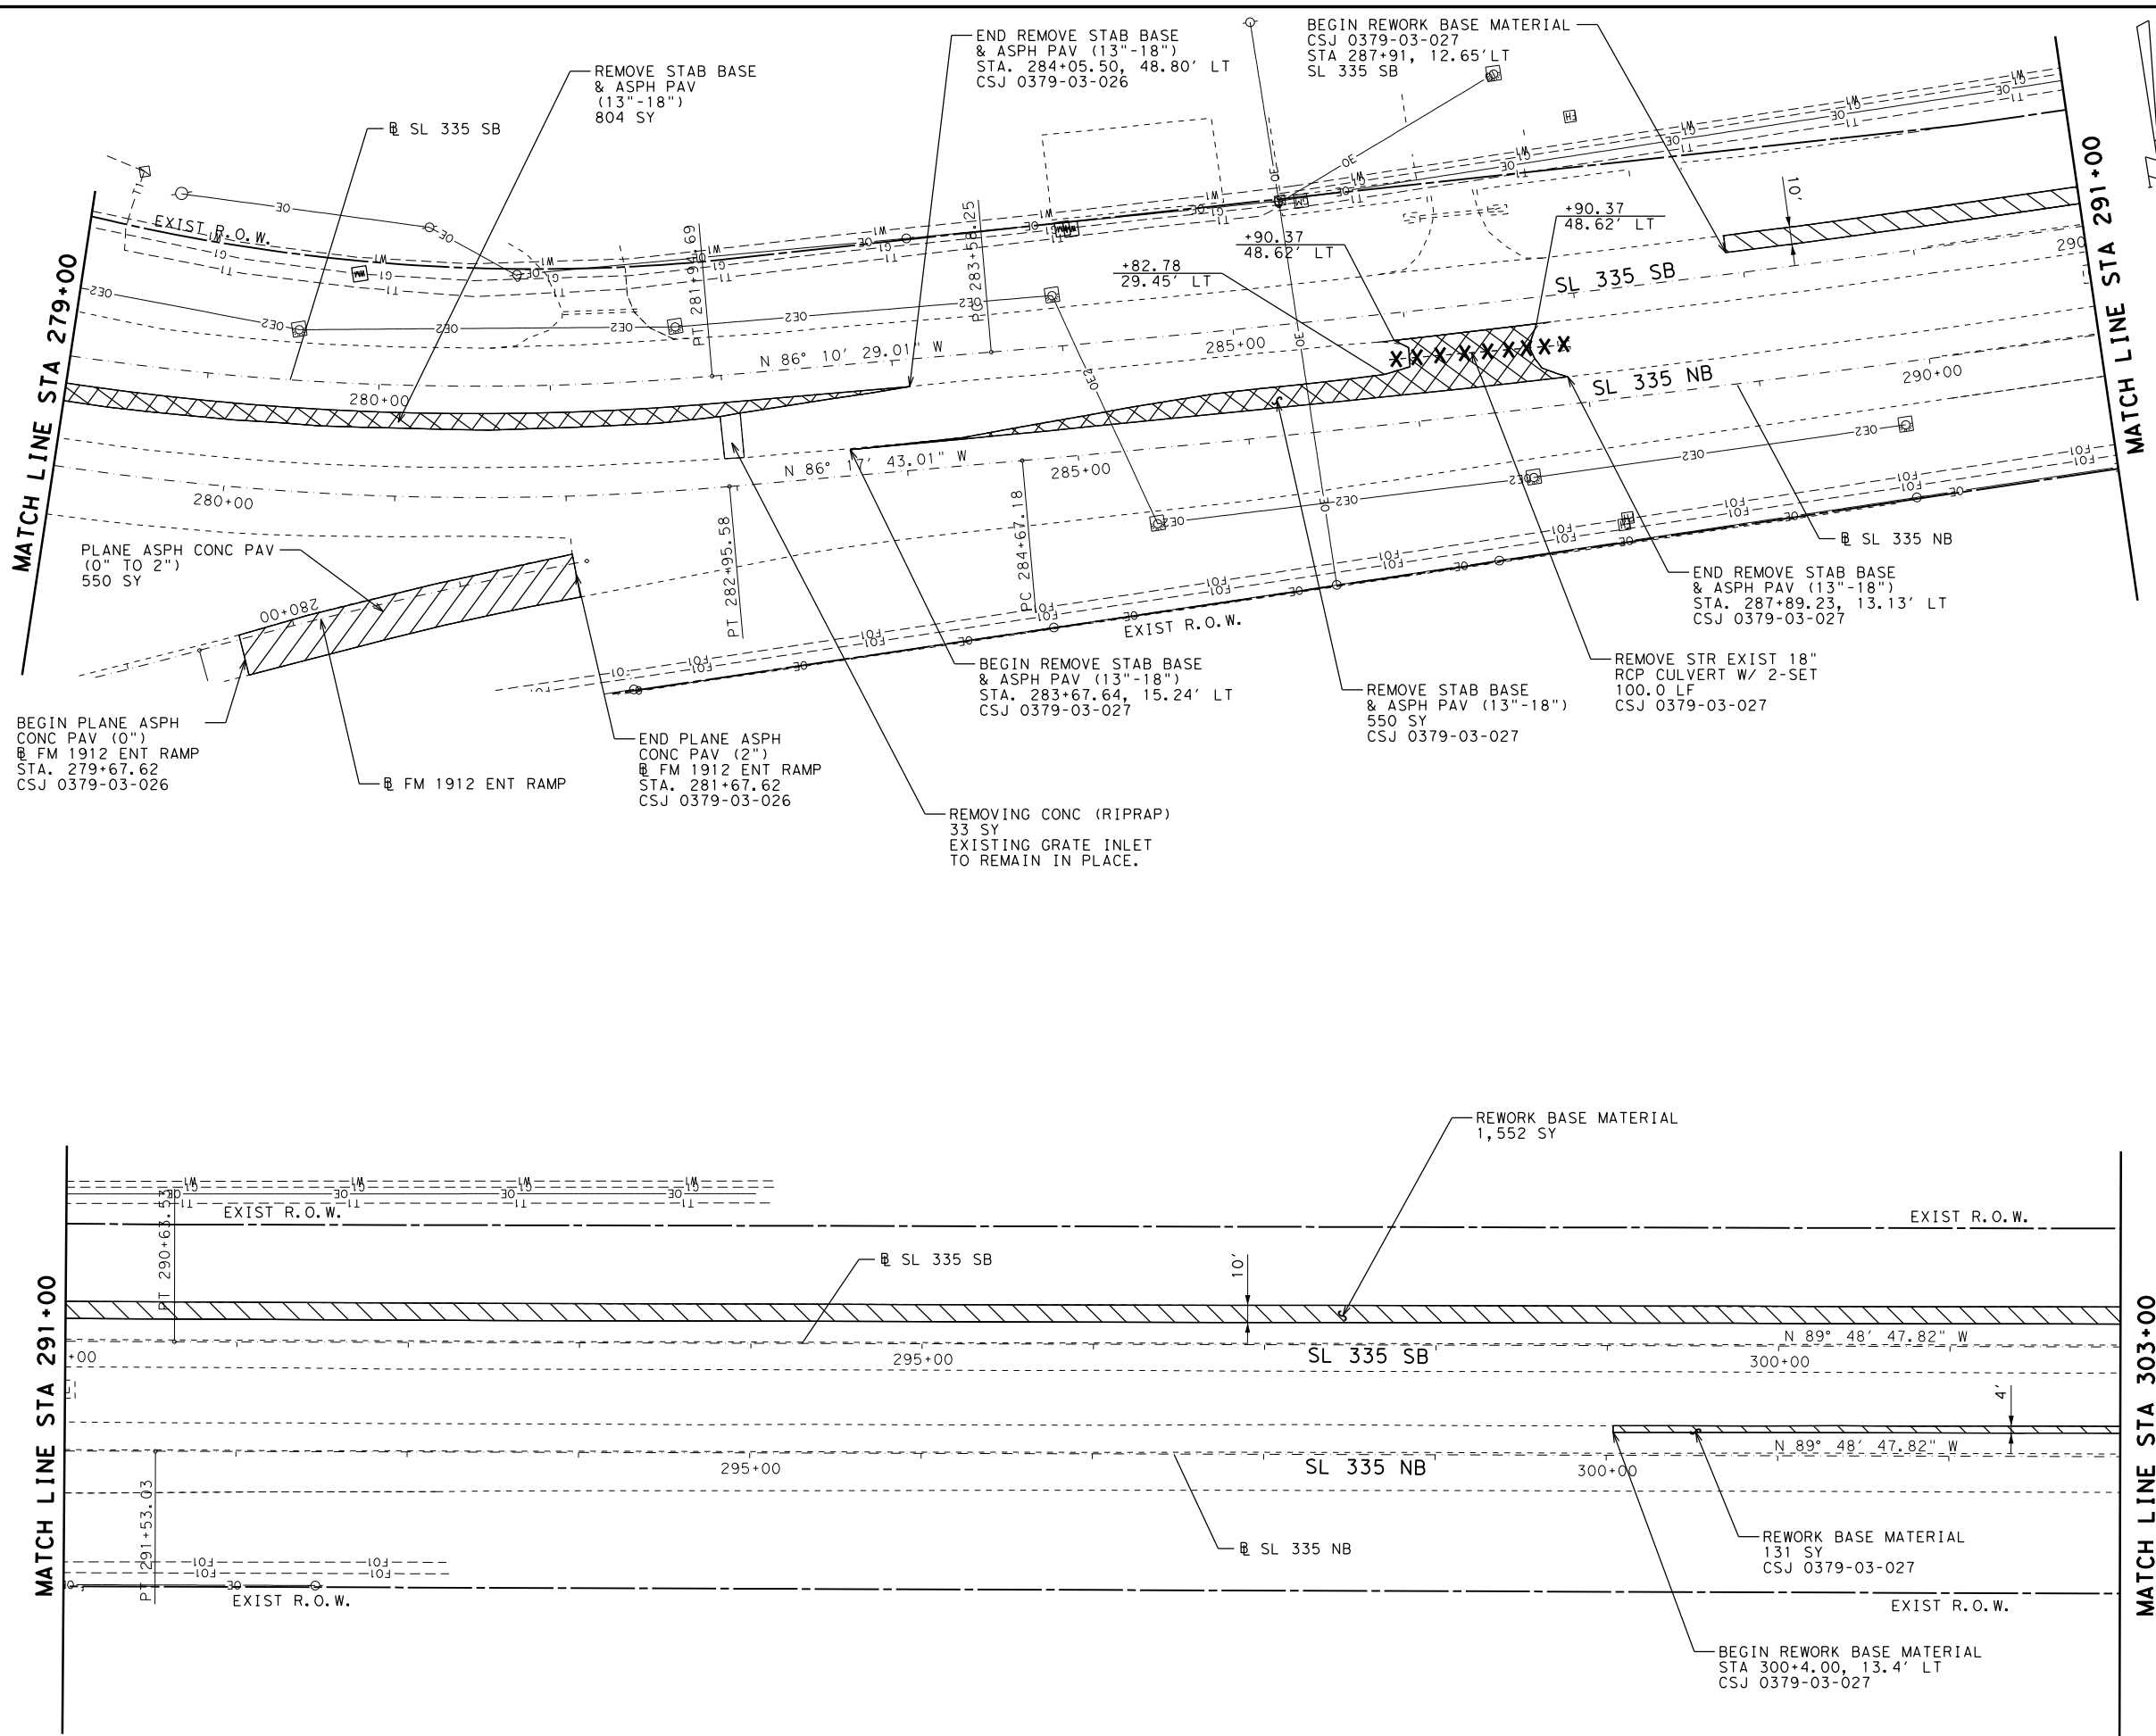 END REMOVE STAB BASE
& ASPH PAV (13"-18")
STA. 284+05.50, 48.80' LT
CSJ 0379-03-026
BEGIN REWORK BASE MATERIAL
CSJ 0379-03-027
STA 287+91, 12.65' LT
SL 335 SB
REMOVE STAB BASE
& ASPH PAV
(13"-18")
804 SY
℄ SL 335 SB
MATCH LINE STA 279+00
MATCH LINE STA 291+00
EXIST R.O.W.
PT 281+94.69
PC 283+58.25
+90.37
48.62' LT
+90.37
48.62' LT
+82.78
29.45' LT
10'
SL 335 SB
SL 335 NB
N 86° 10' 29.01" W
285+00
280+00
290
290+00
N 86° 17' 43.01" W
285+00
280+00
PT 282+95.58
PC 284+67.18
PLANE ASPH CONC PAV
(0" TO 2")
550 SY
280+00
EXIST R.O.W.
℄ SL 335 NB
END REMOVE STAB BASE
& ASPH PAV (13"-18")
STA. 287+89.23, 13.13' LT
CSJ 0379-03-027
BEGIN REMOVE STAB BASE
& ASPH PAV (13"-18")
STA. 283+67.64, 15.24' LT
CSJ 0379-03-027
REMOVE STAB BASE
& ASPH PAV (13"-18")
550 SY
CSJ 0379-03-027
REMOVE STR EXIST 18"
RCP CULVERT W/ 2-SET
100.0 LF
CSJ 0379-03-027
BEGIN PLANE ASPH
CONC PAV (0")
℄ FM 1912 ENT RAMP
STA. 279+67.62
CSJ 0379-03-026
℄ FM 1912 ENT RAMP
END PLANE ASPH
CONC PAV (2")
℄ FM 1912 ENT RAMP
STA. 281+67.62
CSJ 0379-03-026
REMOVING CONC (RIPRAP)
33 SY
EXISTING GRATE INLET
TO REMAIN IN PLACE.
REWORK BASE MATERIAL
1,552 SY
EXIST R.O.W.
EXIST R.O.W.
PT 290+63.53
℄ SL 335 SB
10'
MATCH LINE STA 291+00
MATCH LINE STA 303+00
N 89° 48' 47.82" W
+00
295+00
SL 335 SB
300+00
4'
N 89° 48' 47.82" W
295+00
SL 335 NB
300+00
PT 291+53.03
℄ SL 335 NB
REWORK BASE MATERIAL
131 SY
CSJ 0379-03-027
EXIST R.O.W.
EXIST R.O.W.
BEGIN REWORK BASE MATERIAL
STA 300+4.00, 13.4' LT
CSJ 0379-03-027